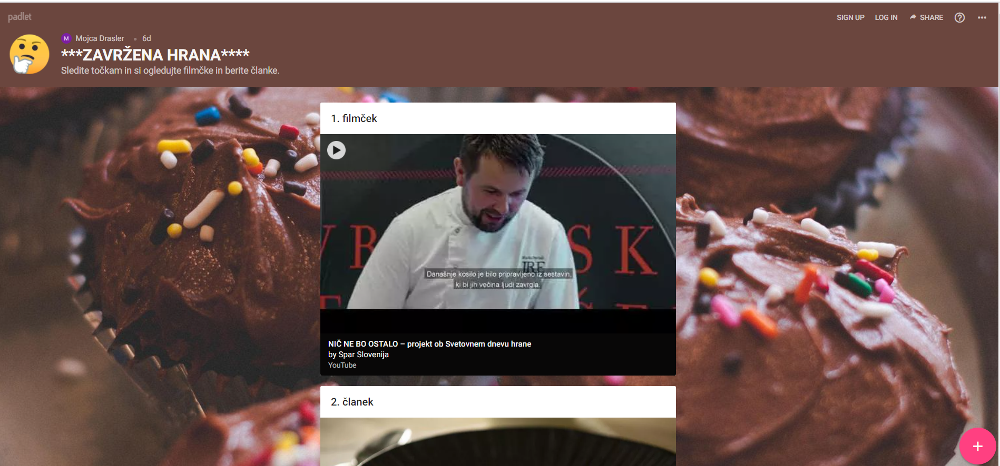 padlet
SIGN UP LOG IN SHARE
M Mojca Drasler • 6d
***ZAVRŽENA HRANA****
Sledite točkam in si ogledujte filmčke in berite članke.
1. filmček
JRE
Današnje kosilo je bilo pripravljeno iz sestavin,
ki bi jih večina ljudi zavrgla.
NIČ NE BO OSTALO – projekt ob Svetovnem dnevu hrane
by Spar Slovenija
YouTube
2. članek